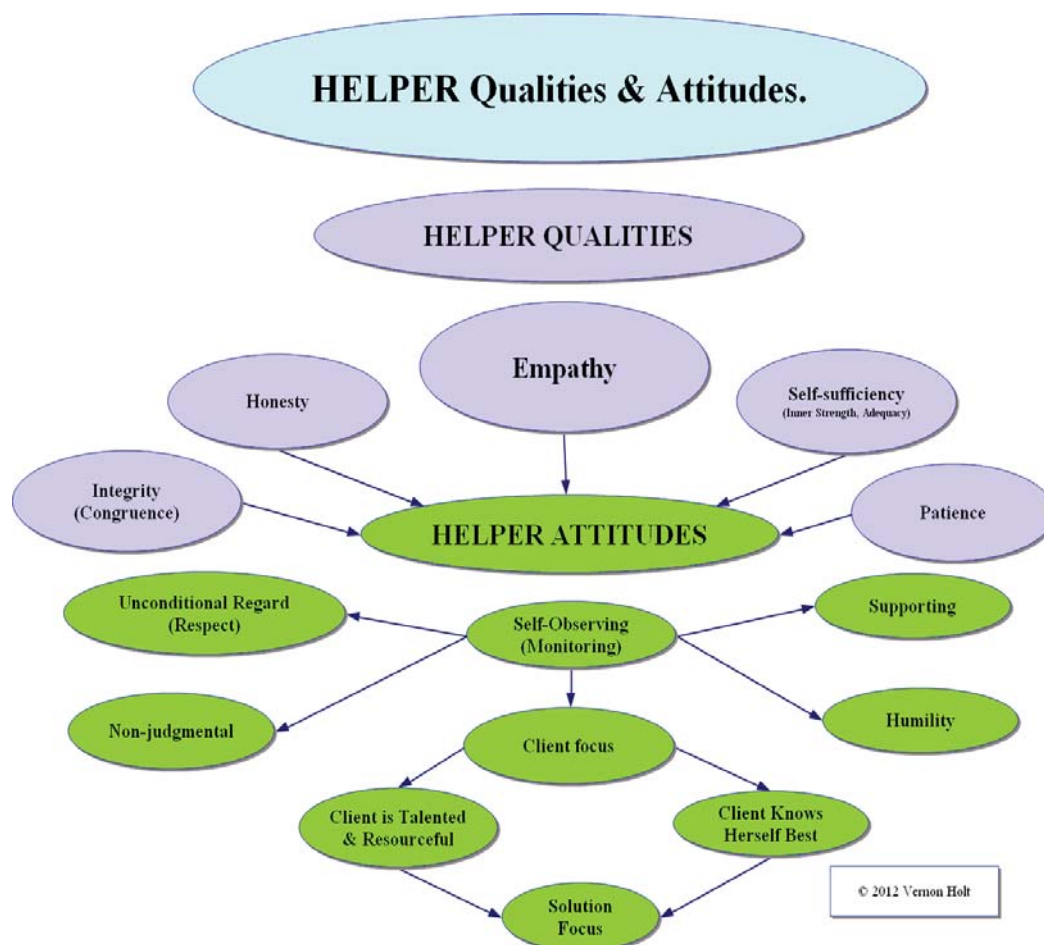 HELPER Qualities & Attitudes.
HELPER QUALITIES
Empathy
Honesty
Self-sufficiency
(Inner Strength, Adequacy)
Integrity
(Congruence)
Patience
HELPER ATTITUDES
Unconditional Regard
(Respect)
Self-Observing
(Monitoring)
Supporting
Non-judgmental
Humility
Client focus
Client is Talented
& Resourceful
Client Knows
Herself Best
Solution
Focus
© 2012 Vernon Holt